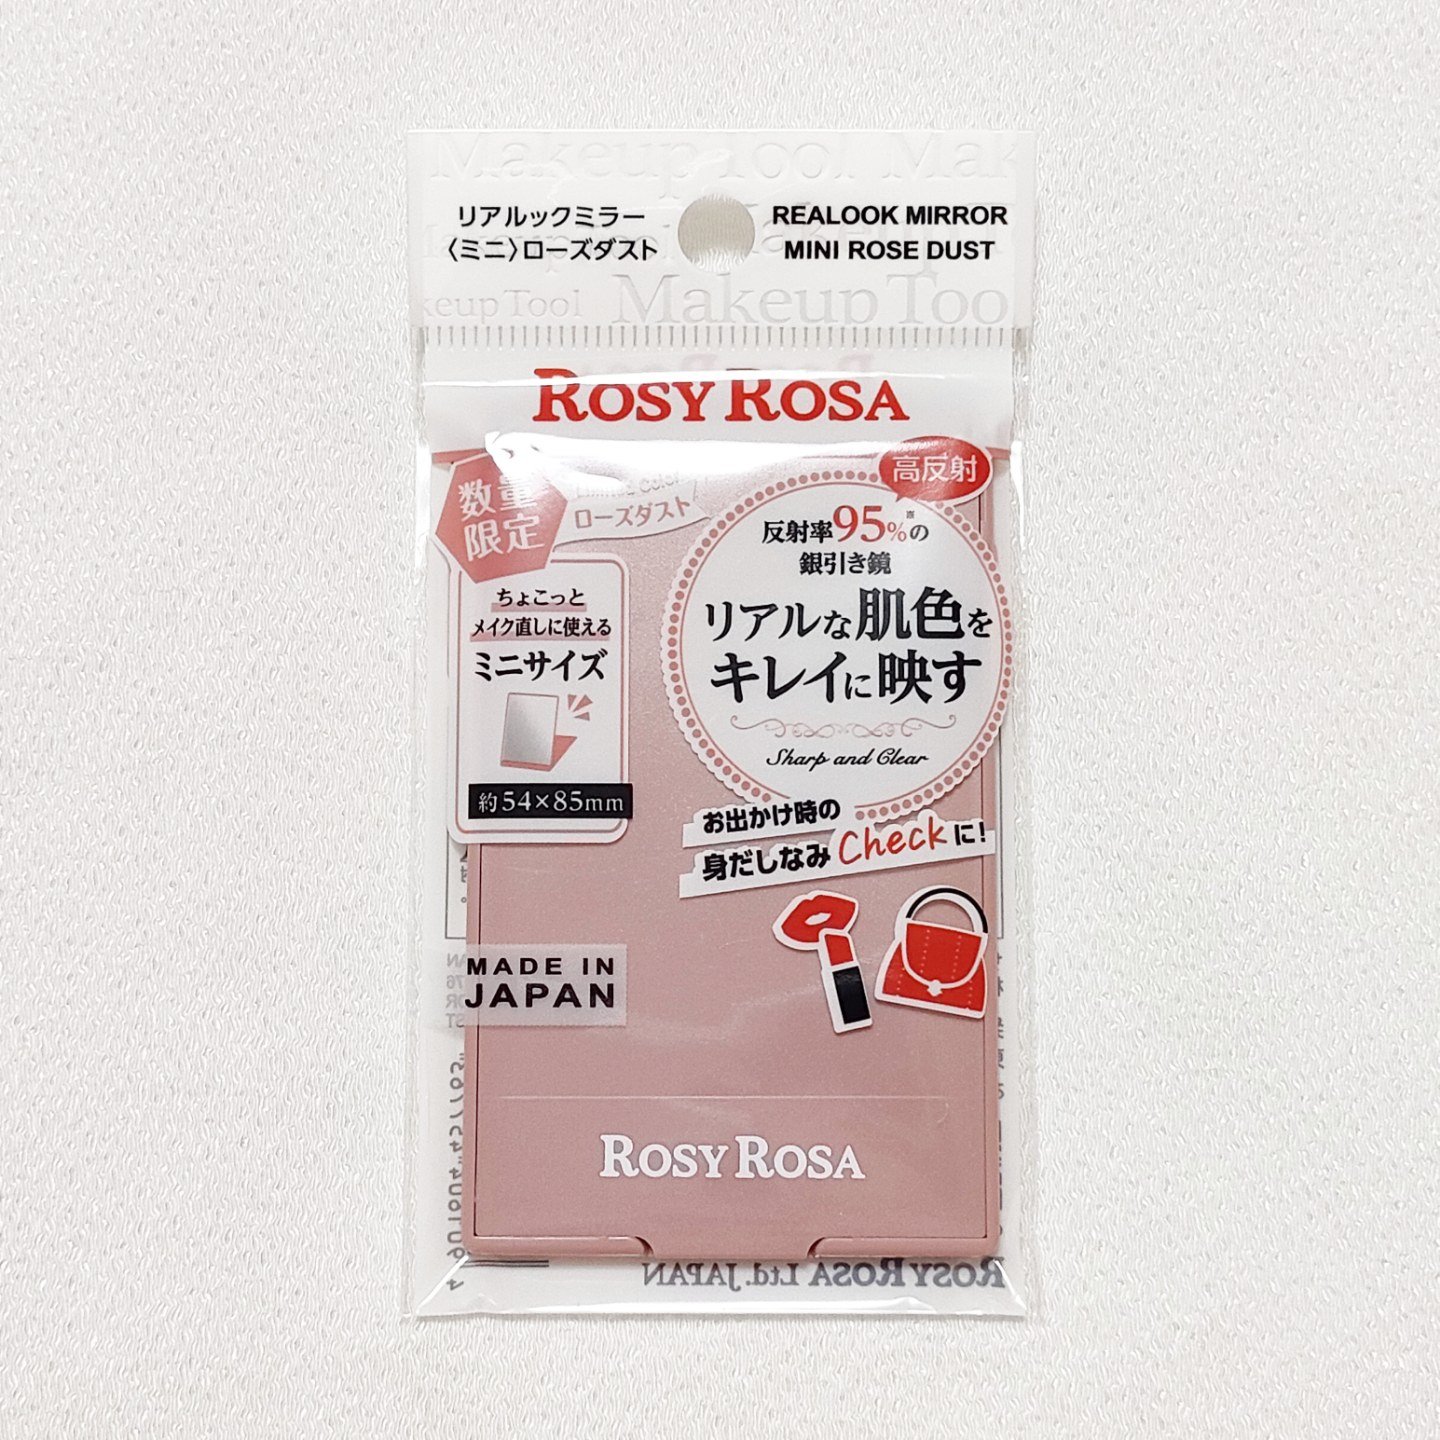 Makeup Tool Mak
リアルックミラー
〈ミニ〉ローズダスト
REALOOK MIRROR
MINI ROSE DUST
keup Tool
Makeup Too
ROSY ROSA
高反射
数量
限定
Color
ローズダスト
反射率95%※の
銀引き鏡
リアルな肌色を
キレイに映す
Sharp and Clear
ちょこっと
メイク直しに使える
ミニサイズ
約54×85mm
お出かけ時の
身だしなみCheckに!
MADE IN
JAPAN
ROSY ROSA
ROSY ROSA Ltd. JAPAN